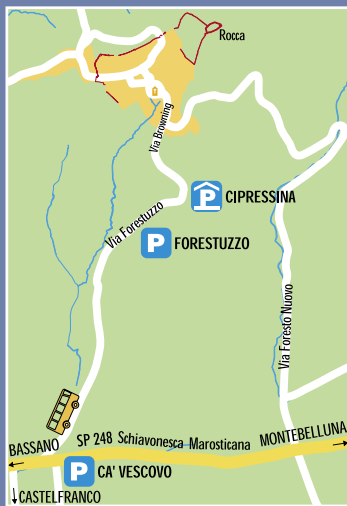 Rocca
Via Browning
P CIPRESSINA
Via Forestuzzo
P FORESTUZZO
Via Foresto Nuovo
BASSANO SP 248 Schiavonesca Marosticana MONTEBELLUNA
P CA' VESCOVO
CASTELFRANCO